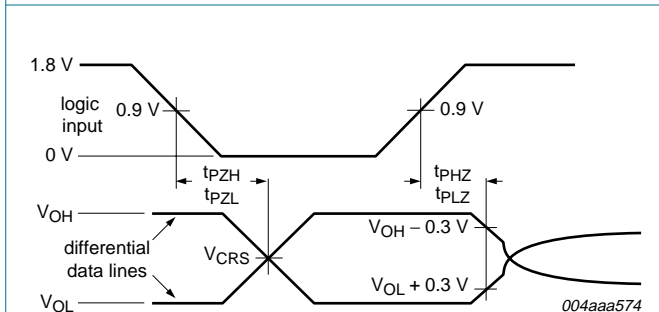 1.8 V
logic
input
0.9 V
0.9 V
0 V
tPZH
tPZL
tPHZ
tPLZ
VOH
VOH − 0.3 V
differential
data lines
VCRS
VOL + 0.3 V
VOL
004aaa574